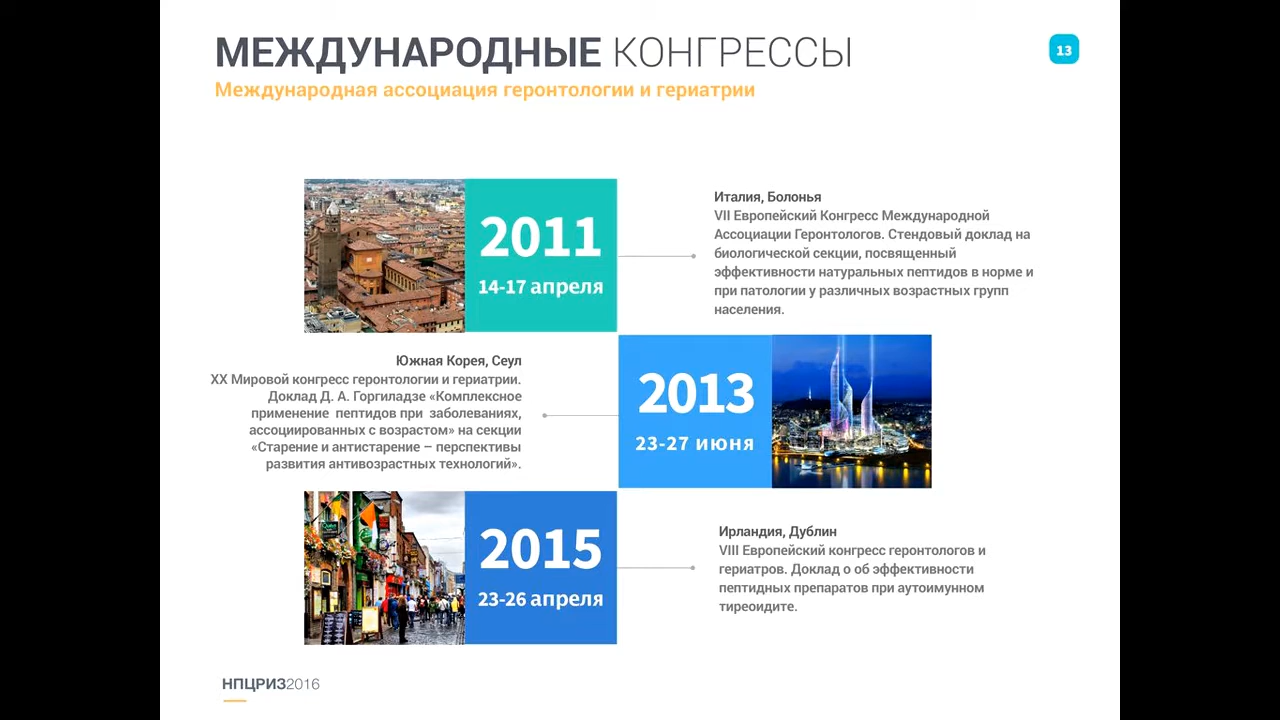 МЕЖДУНАРОДНЫЕ КОНГРЕССЫ
13
Международная ассоциация геронтологии и гериатрии
2011
14-17 апреля
Италия, Болонья
VII Европейский Конгресс Международной
Ассоциации Геронтологов. Стендовый доклад на
биологической секции, посвященный
эффективности натуральных пептидов в норме и
при патологии у различных возрастных групп
населения.
Южная Корея, Сеул
XX Мировой конгресс геронтологии и гериатрии.
Доклад Д. А. Горгиладзе «Комплексное
применение пептидов при заболеваниях,
ассоциированных с возрастом» на секции
«Старение и антистарение – перспективы
развития антивозрастных технологий».
2013
23-27 июня
2015
23-26 апреля
Ирландия, Дублин
VIII Европейский конгресс геронтологов и
гериатров. Доклад о об эффективности
пептидных препаратов при аутоимунном
тиреоидите.
НПЦРИЗ2016